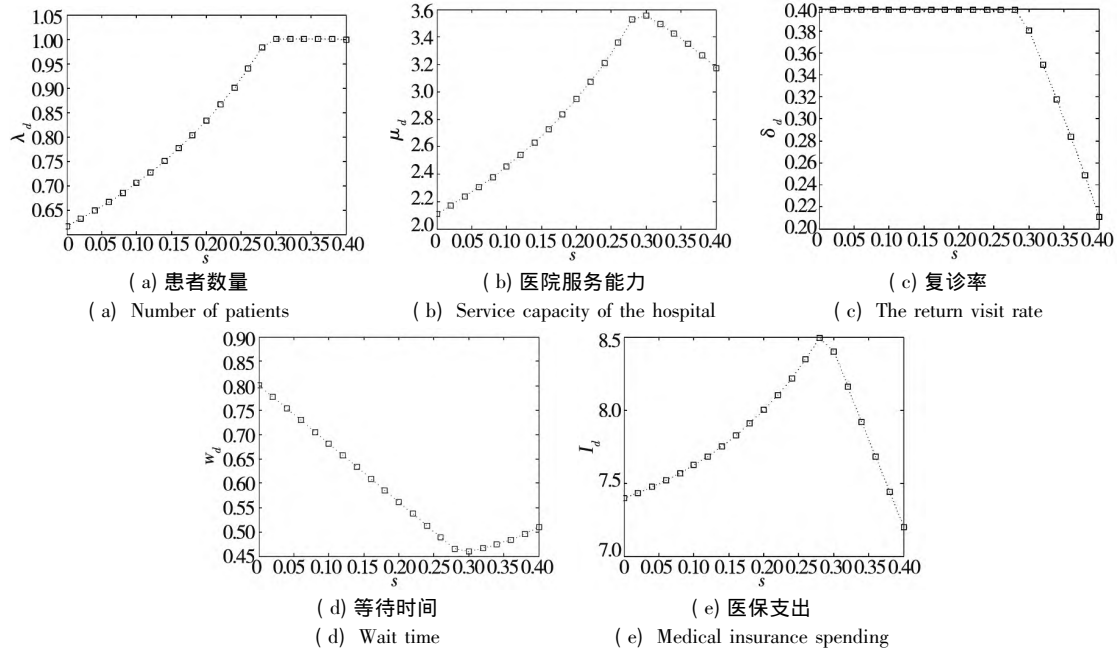 1.05
1.00
0.95
0.90
0.85
0.80
0.75
0.70
0.65
λd
0 0.05 0.10 0.15 0.20 0.25 0.30 0.35 0.40
s
(a) 患者数量
(a) Number of patients
3.6
3.4
3.2
3.0
2.8
2.6
2.4
2.2
2.0
μd
0 0.05 0.10 0.15 0.20 0.25 0.30 0.35 0.40
s
(b) 医院服务能力
(b) Service capacity of the hospital
0.40
0.38
0.36
0.32
0.30
0.28
0.26
0.24
0.22
0.20
δd
0 0.05 0.10 0.15 0.20 0.25 0.30 0.35 0.40
s
(c) 复诊率
(c) The return visit rate
0.90
0.85
0.80
0.75
0.70
0.65
0.60
0.55
0.50
0.45
wd
0 0.05 0.10 0.15 0.20 0.25 0.30 0.35 0.40
s
(d) 等待时间
(d) Wait time
8.5
8.0
7.5
7.0
Id
0 0.05 0.10 0.15 0.20 0.25 0.30 0.35 0.40
s
(e) 医保支出
(e) Medical insurance spending